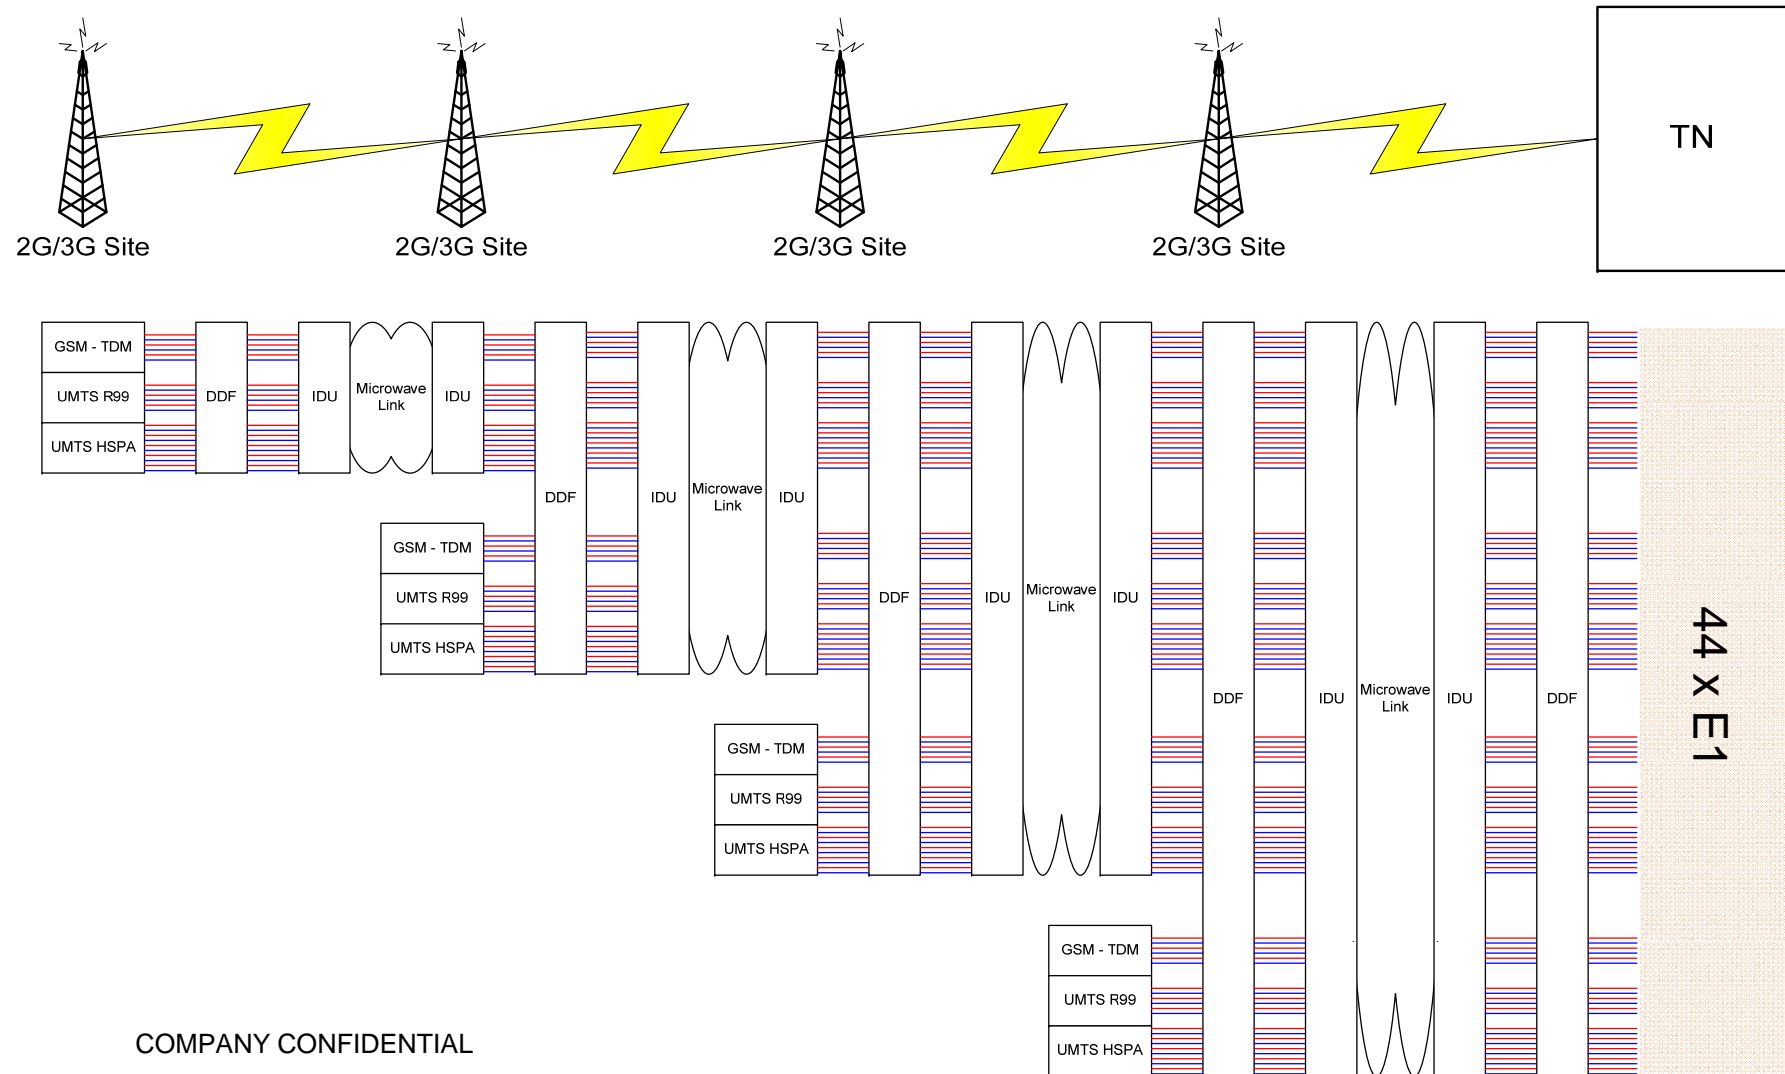 TN
2G/3G Site
2G/3G Site
2G/3G Site
2G/3G Site
GSM - TDM
UMTS R99
UMTS HSPA
DDF
IDU
Microwave
Link
IDU
GSM - TDM
UMTS R99
UMTS HSPA
DDF
IDU
Microwave
Link
IDU
GSM - TDM
UMTS R99
UMTS HSPA
DDF
IDU
Microwave
Link
IDU
GSM - TDM
UMTS R99
UMTS HSPA
DDF
IDU
Microwave
Link
IDU
DDF
44 x E1
COMPANY CONFIDENTIAL